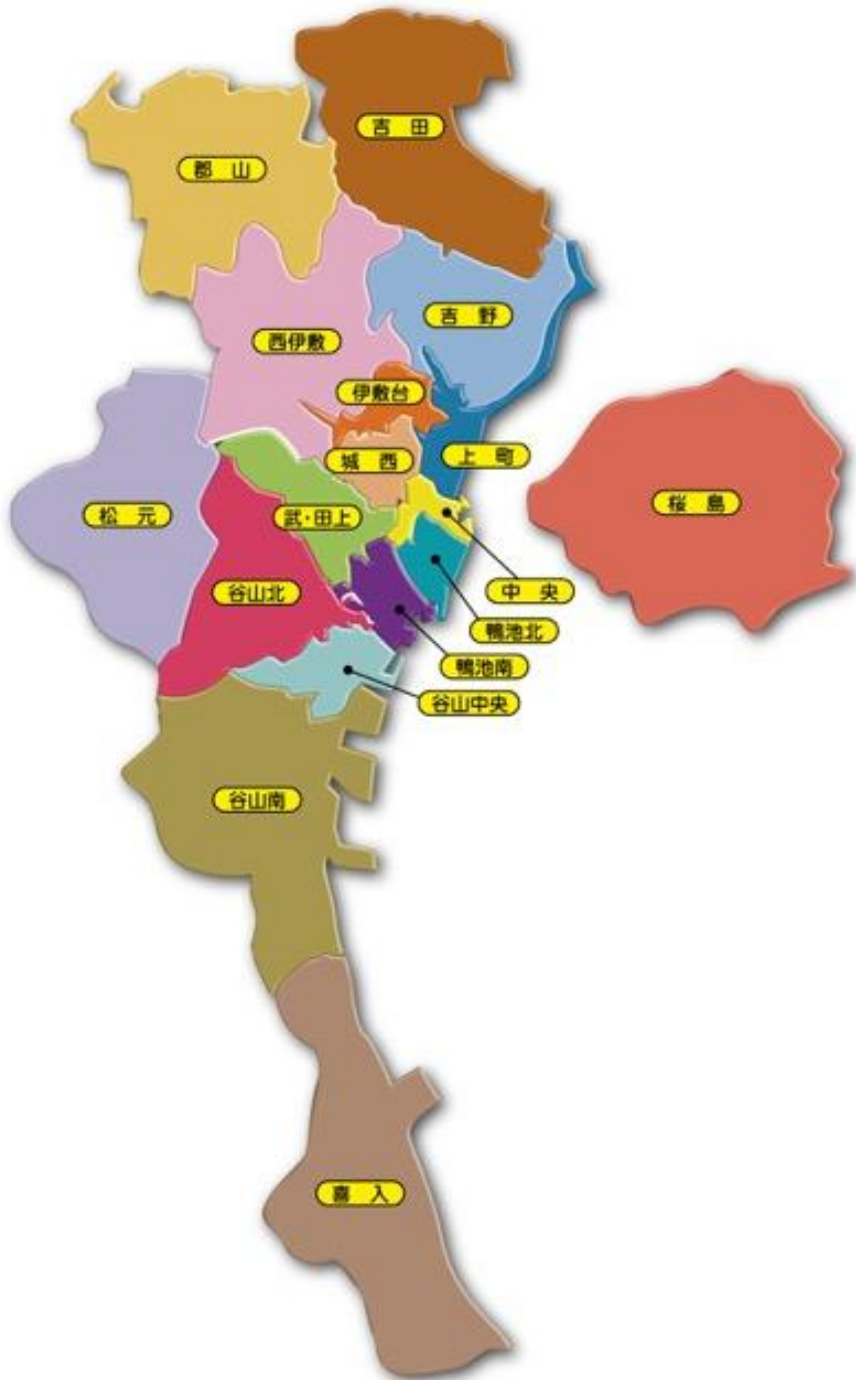 吉田
郡山
吉野
西伊敷
伊敷台
城西
上町
桜島
松元
武・田上
谷山北
中央
鴨池北
鴨池南
谷山中央
谷山南
喜入